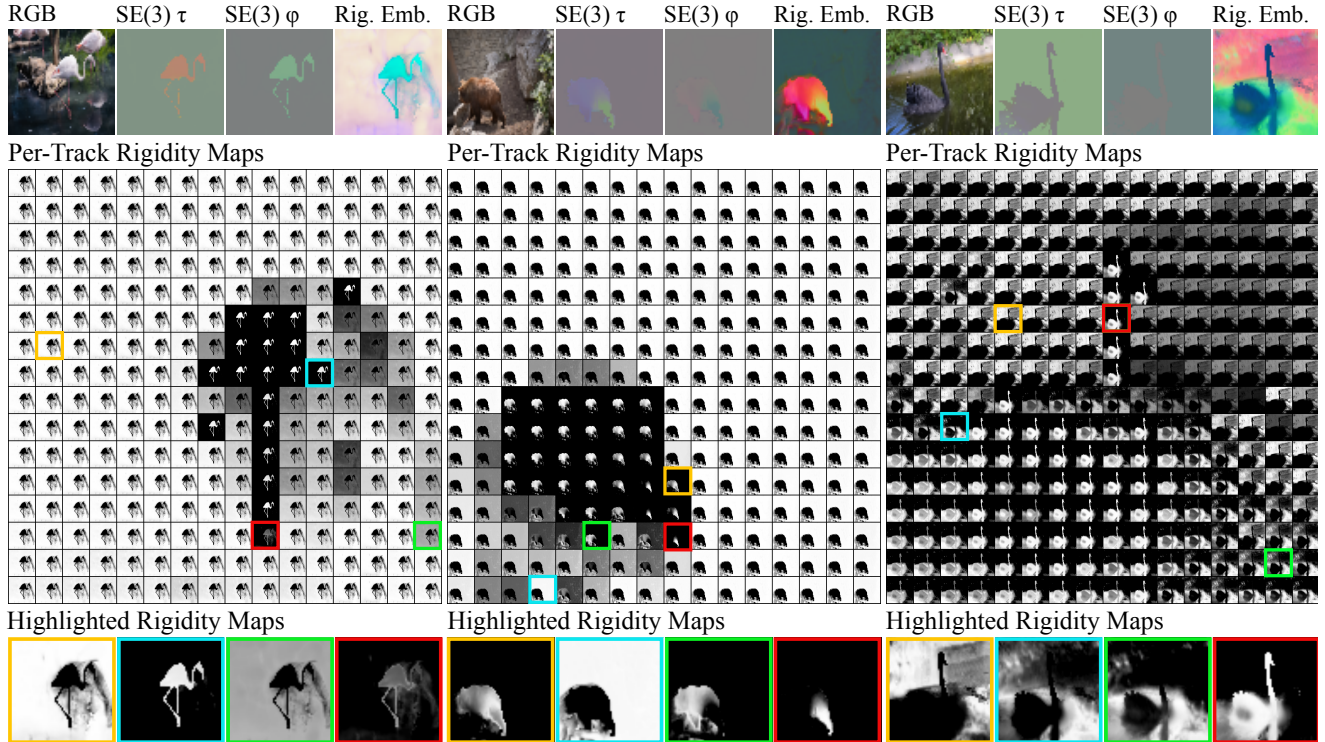 RGB SE(3) τ SE(3) φ Rig. Emb. RGB SE(3) τ SE(3) φ Rig. Emb. RGB SE(3) τ SE(3) φ Rig. Emb.
Per-Track Rigidity Maps Per-Track Rigidity Maps Per-Track Rigidity Maps
Highlighted Rigidity Maps Highlighted Rigidity Maps Highlighted Rigidity Maps